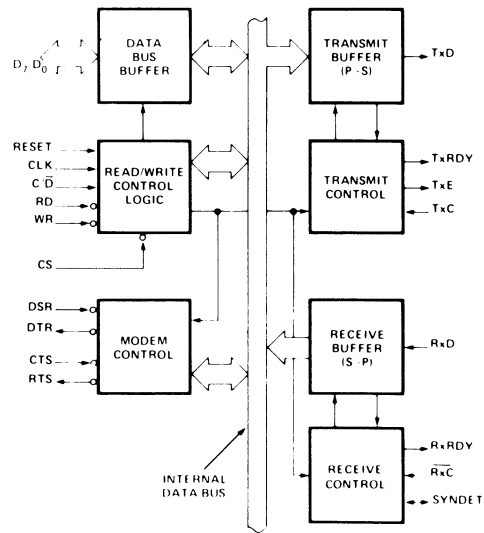 DATA
BUS
BUFFER
D7, D0
TRANSMIT
BUFFER
(P - S)
TxD
RESET
CLK
C/D̅
RD
WR
READ/WRITE
CONTROL
LOGIC
CS
TRANSMIT
CONTROL
TxRDY
TxE
TxC
DSR
DTR
CTS
RTS
MODEM
CONTROL
RECEIVE
BUFFER
(S - P)
RxD
INTERNAL
DATA BUS
RECEIVE
CONTROL
RxRDY
R̅x̅C̅
SYNDET